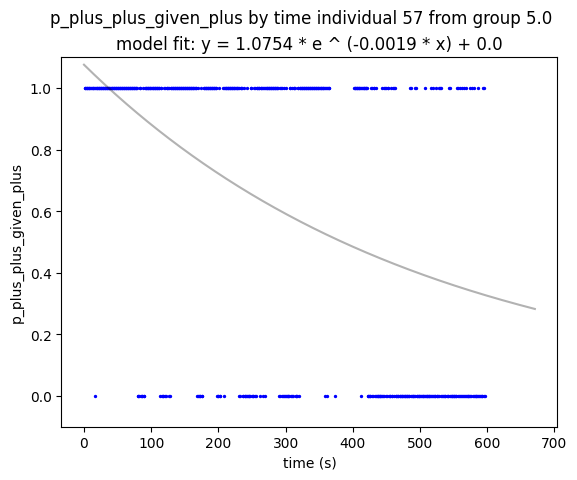 p_plus_plus_given_plus by time individual 57 from group 5.0
model fit: y = 1.0754 * e ^ (-0.0019 * x) + 0.0
1.0
0.8
0.6
0.4
0.2
0.0
p_plus_plus_given_plus
0 100 200 300 400 500 600 700
time (s)